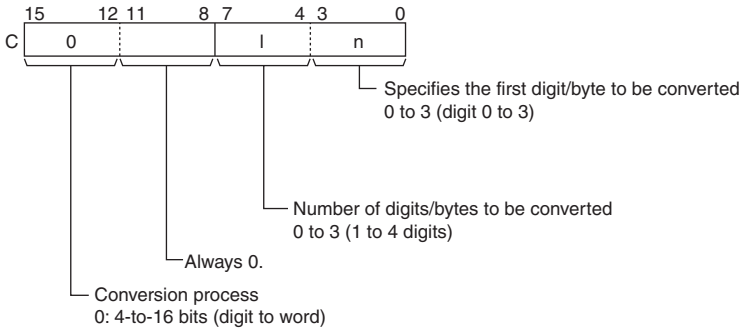 15 12 11 8 7 4 3 0
C 0 l n
Specifies the first digit/byte to be converted
0 to 3 (digit 0 to 3)
Number of digits/bytes to be converted
0 to 3 (1 to 4 digits)
Always 0.
Conversion process
0: 4-to-16 bits (digit to word)